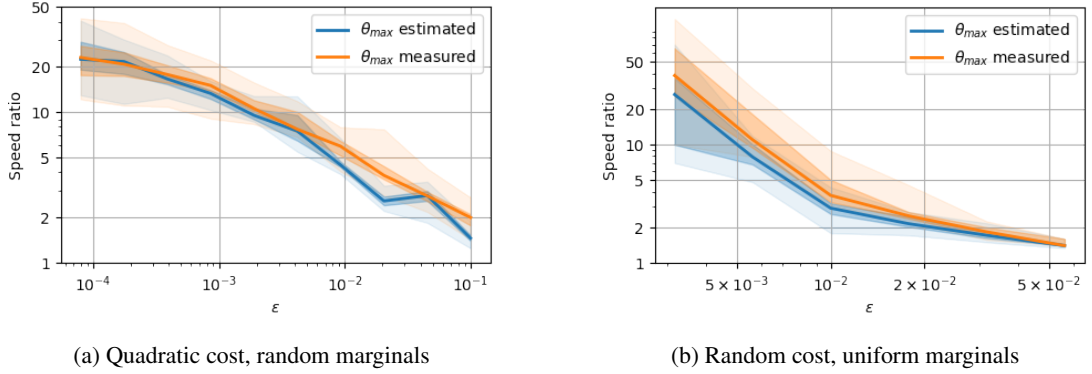 50
20
10
5
2
1
Speed ratio
10⁻⁴
10⁻³
10⁻²
10⁻¹
ε
θmax estimated
θmax measured
(a) Quadratic cost, random marginals
50
20
10
5
2
1
Speed ratio
5 × 10⁻³
10⁻²
2 × 10⁻²
5 × 10⁻²
ε
θmax estimated
θmax measured
(b) Random cost, uniform marginals